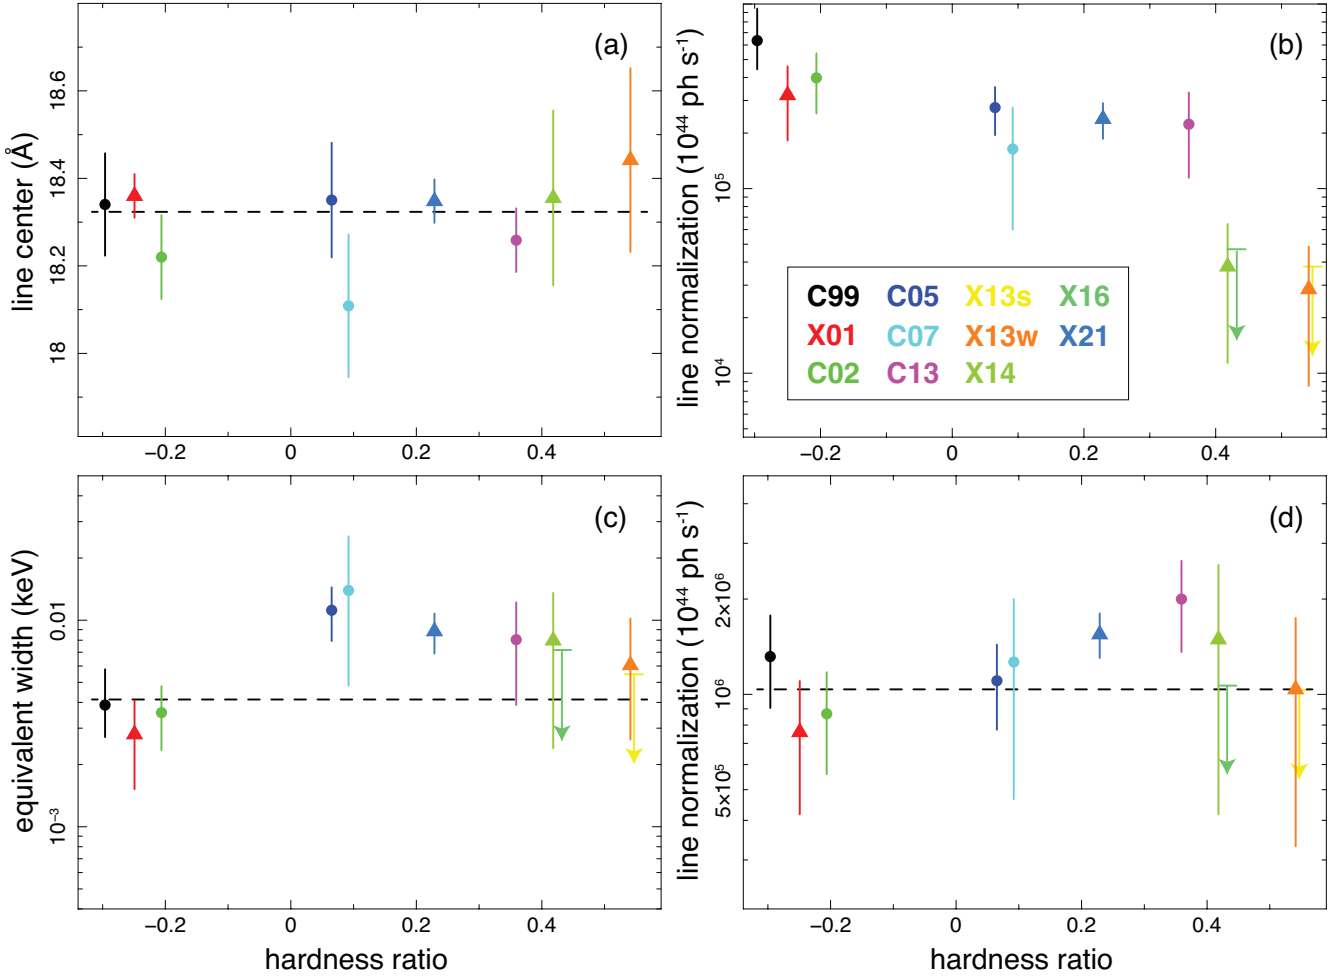 (a)
line center (Å)
18.6
18.4
18.2
18
−0.2
0
0.2
0.4
(b)
line normalization (10⁴⁴ ph s⁻¹)
10⁵
10⁴
−0.2
0
0.2
0.4
C99 C05 X13s X16
X01 C07 X13w X21
C02 C13 X14
(c)
equivalent width (keV)
0.01
10⁻³
−0.2
0
0.2
0.4
hardness ratio
(d)
line normalization (10⁴⁴ ph s⁻¹)
2×10⁶
10⁶
5×10⁵
−0.2
0
0.2
0.4
hardness ratio